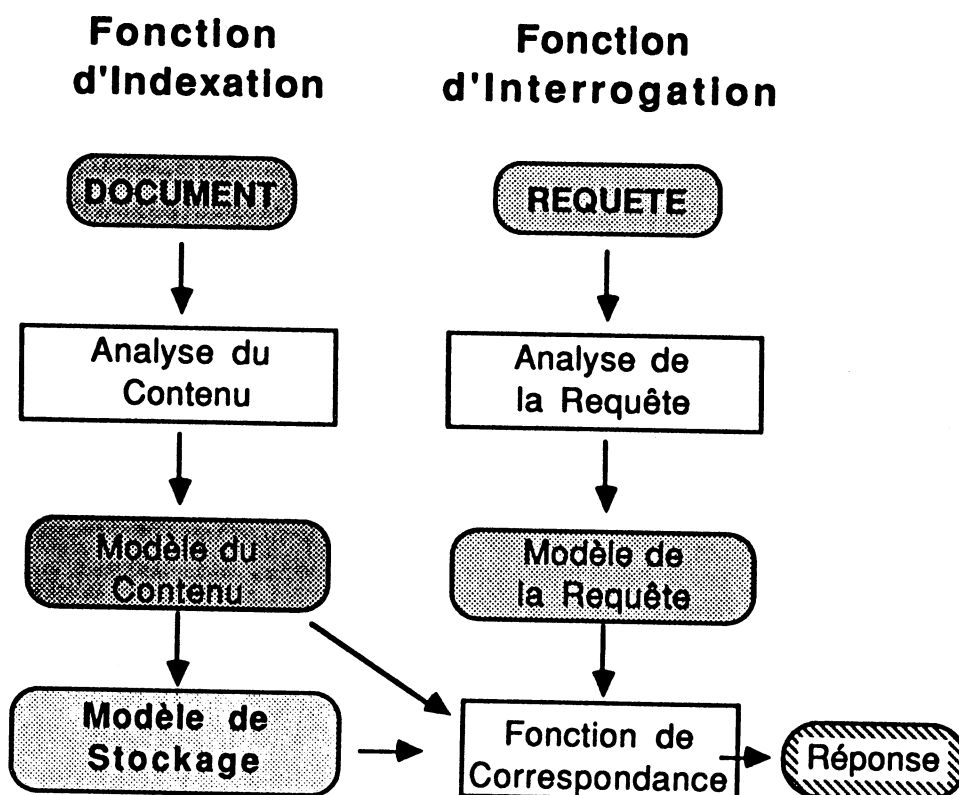 Fonction
d'Indexation
Fonction
d'Interrogation
DOCUMENT
REQUETE
Analyse du
Contenu
Analyse de
la Requête
Modèle du
Contenu
Modèle de
la Requête
Modèle de
Stockage
Fonction de
Correspondance
Réponse